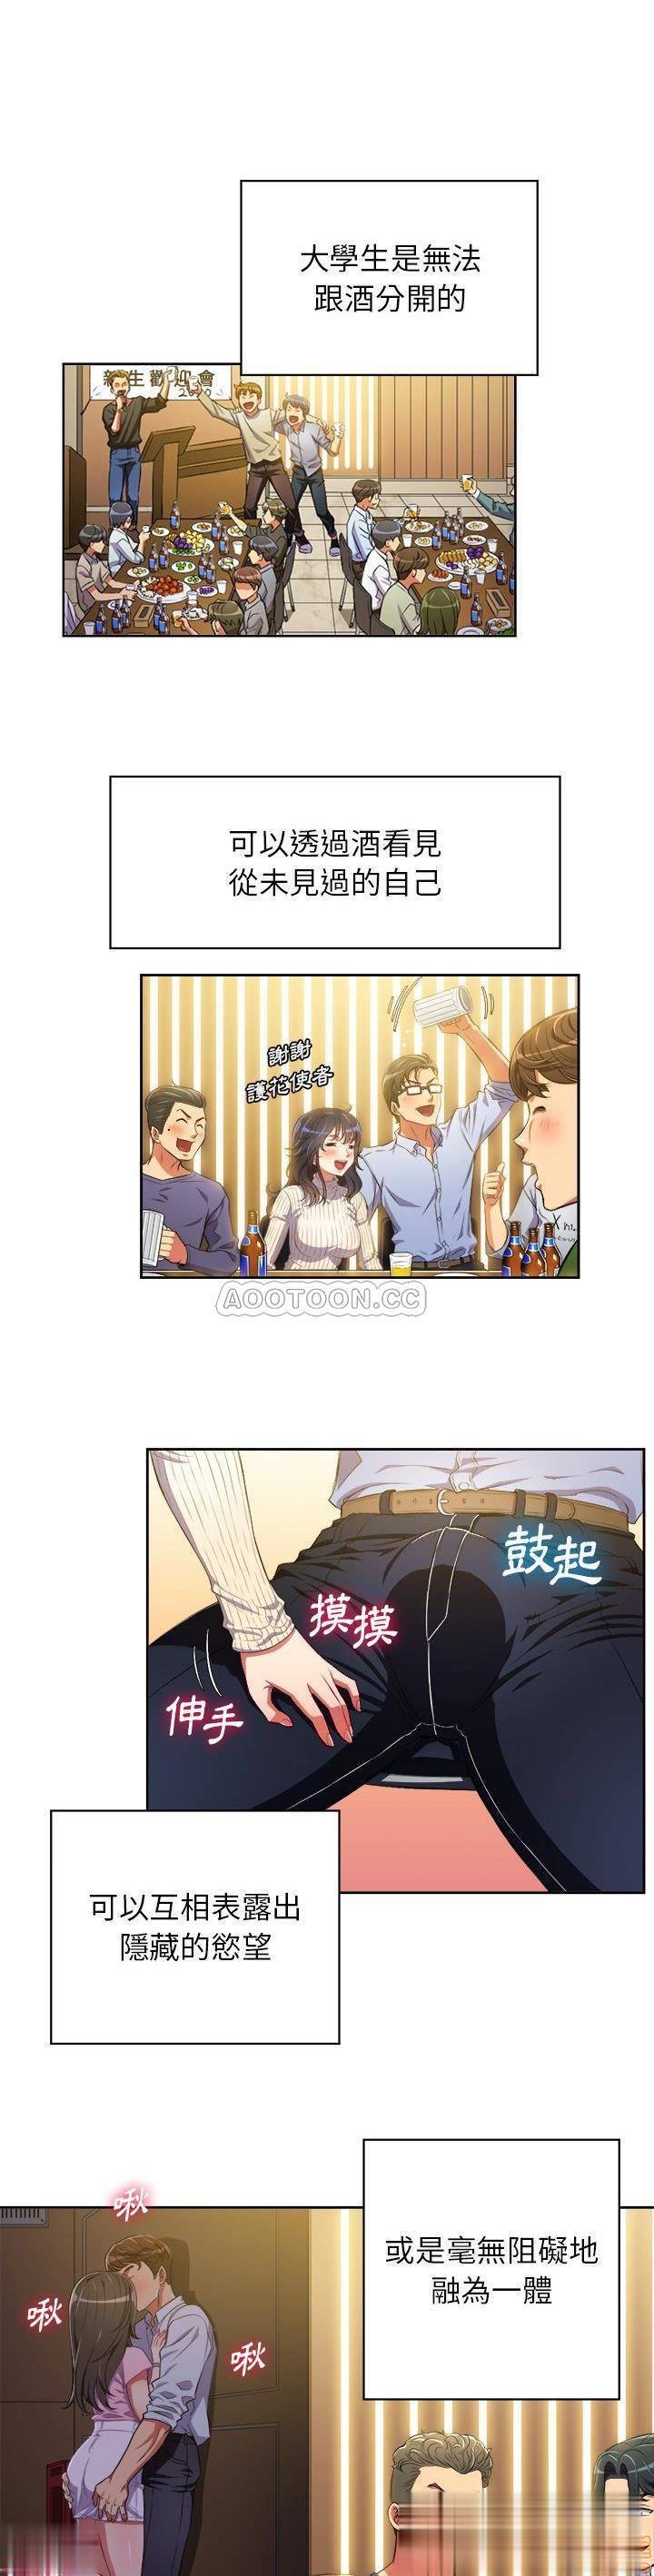 大學生是無法
跟酒分開的
新生歡迎會
可以透過酒看見
從未見過的自己
謝謝
護花使者
AOOTOON.CC
鼓起
摸摸
伸手
可以互相表露出
隱藏的慾望
啾
或是毫無阻礙地
融為一體
啾
啾